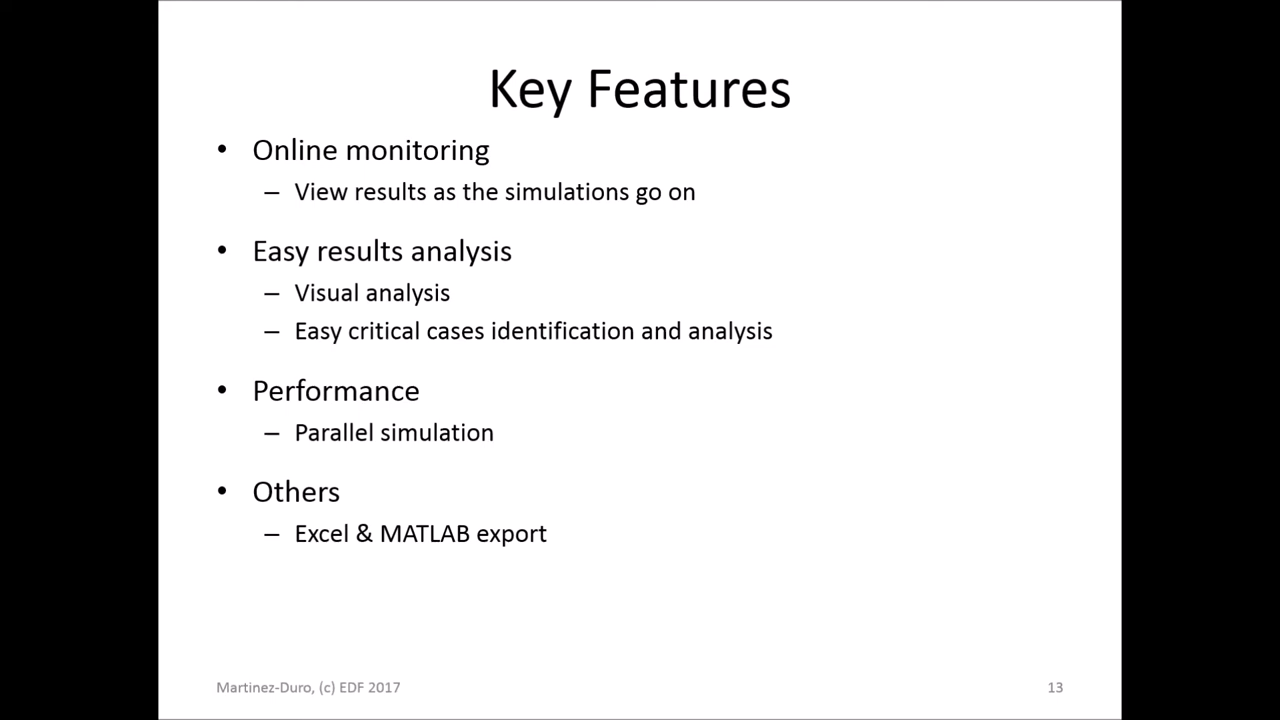 Key Features
• Online monitoring
– View results as the simulations go on
• Easy results analysis
– Visual analysis
– Easy critical cases identification and analysis
• Performance
– Parallel simulation
• Others
– Excel & MATLAB export
Martinez-Duro, (c) EDF 2017
13